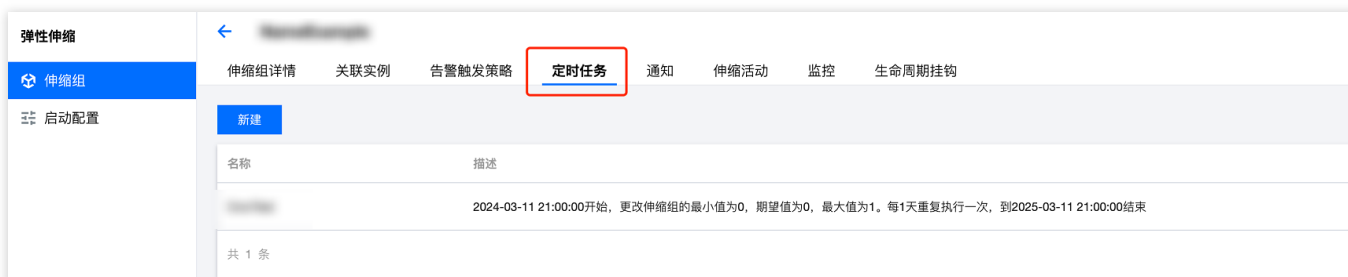 弹性伸缩
伸缩组
启动配置
伸缩组详情 关联实例 告警触发策略 定时任务 通知 伸缩活动 监控 生命周期挂钩
新建
名称 描述
2024-03-11 21:00:00开始，更改伸缩组的最小值为0，期望值为0，最大值为1。每1天重复执行一次，到2025-03-11 21:00:00结束
共 1 条